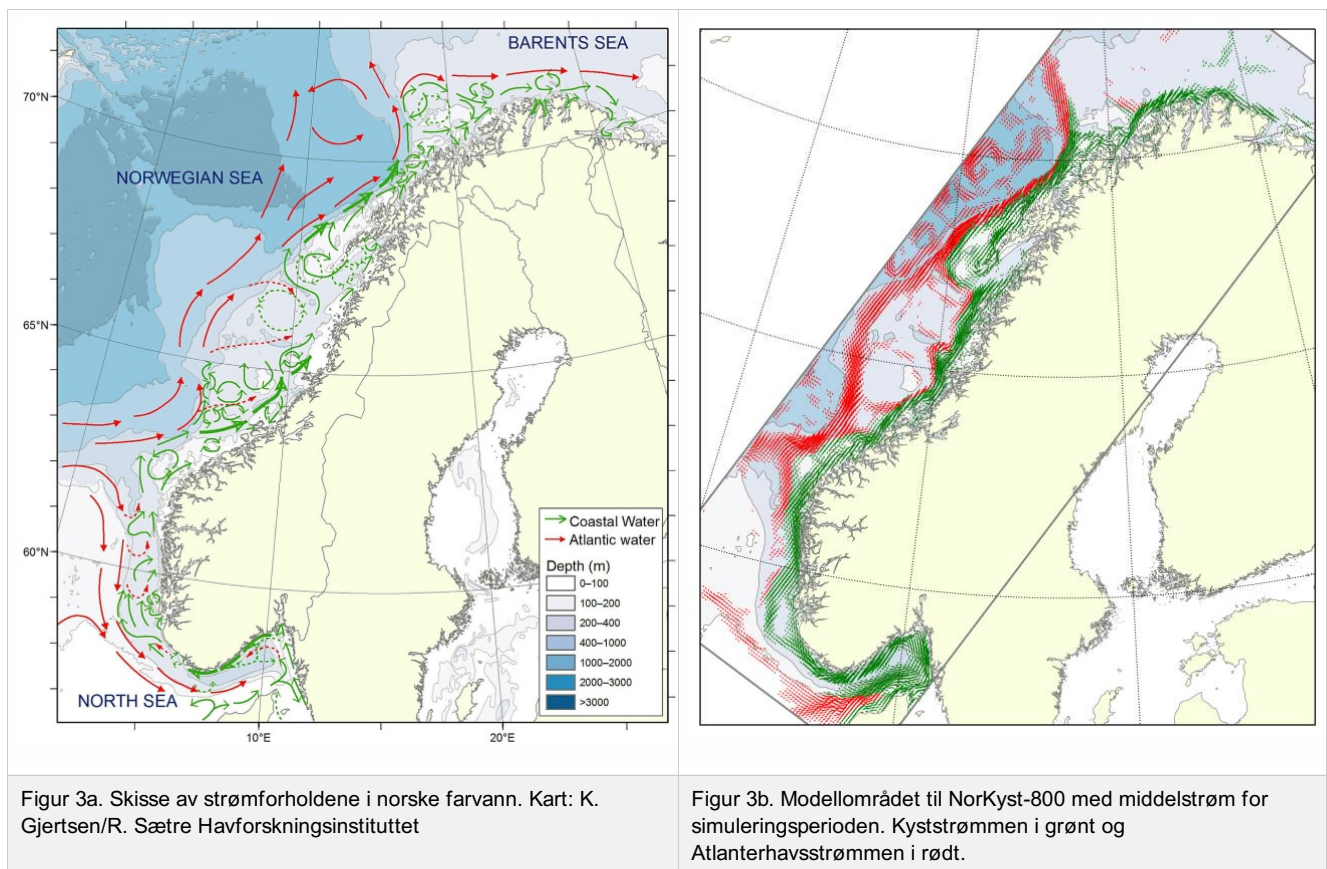 BARENTS SEA
70°N
NORWEGIAN SEA
65°N
60°N
NORTH SEA
Coastal Water
Atlantic water
Depth (m)
0–100
100–200
200–400
400–1000
1000–2000
2000–3000
>3000
10°E
20°E
Figur 3a. Skisse av strømforholdene i norske farvann. Kart: K.
Gjertsen/R. Sætre Havforskningsinstituttet
Figur 3b. Modellområdet til NorKyst-800 med middelstrøm for
simuleringsperioden. Kyststrømmen i grønt og
Atlanterhavsstrømmen i rødt.